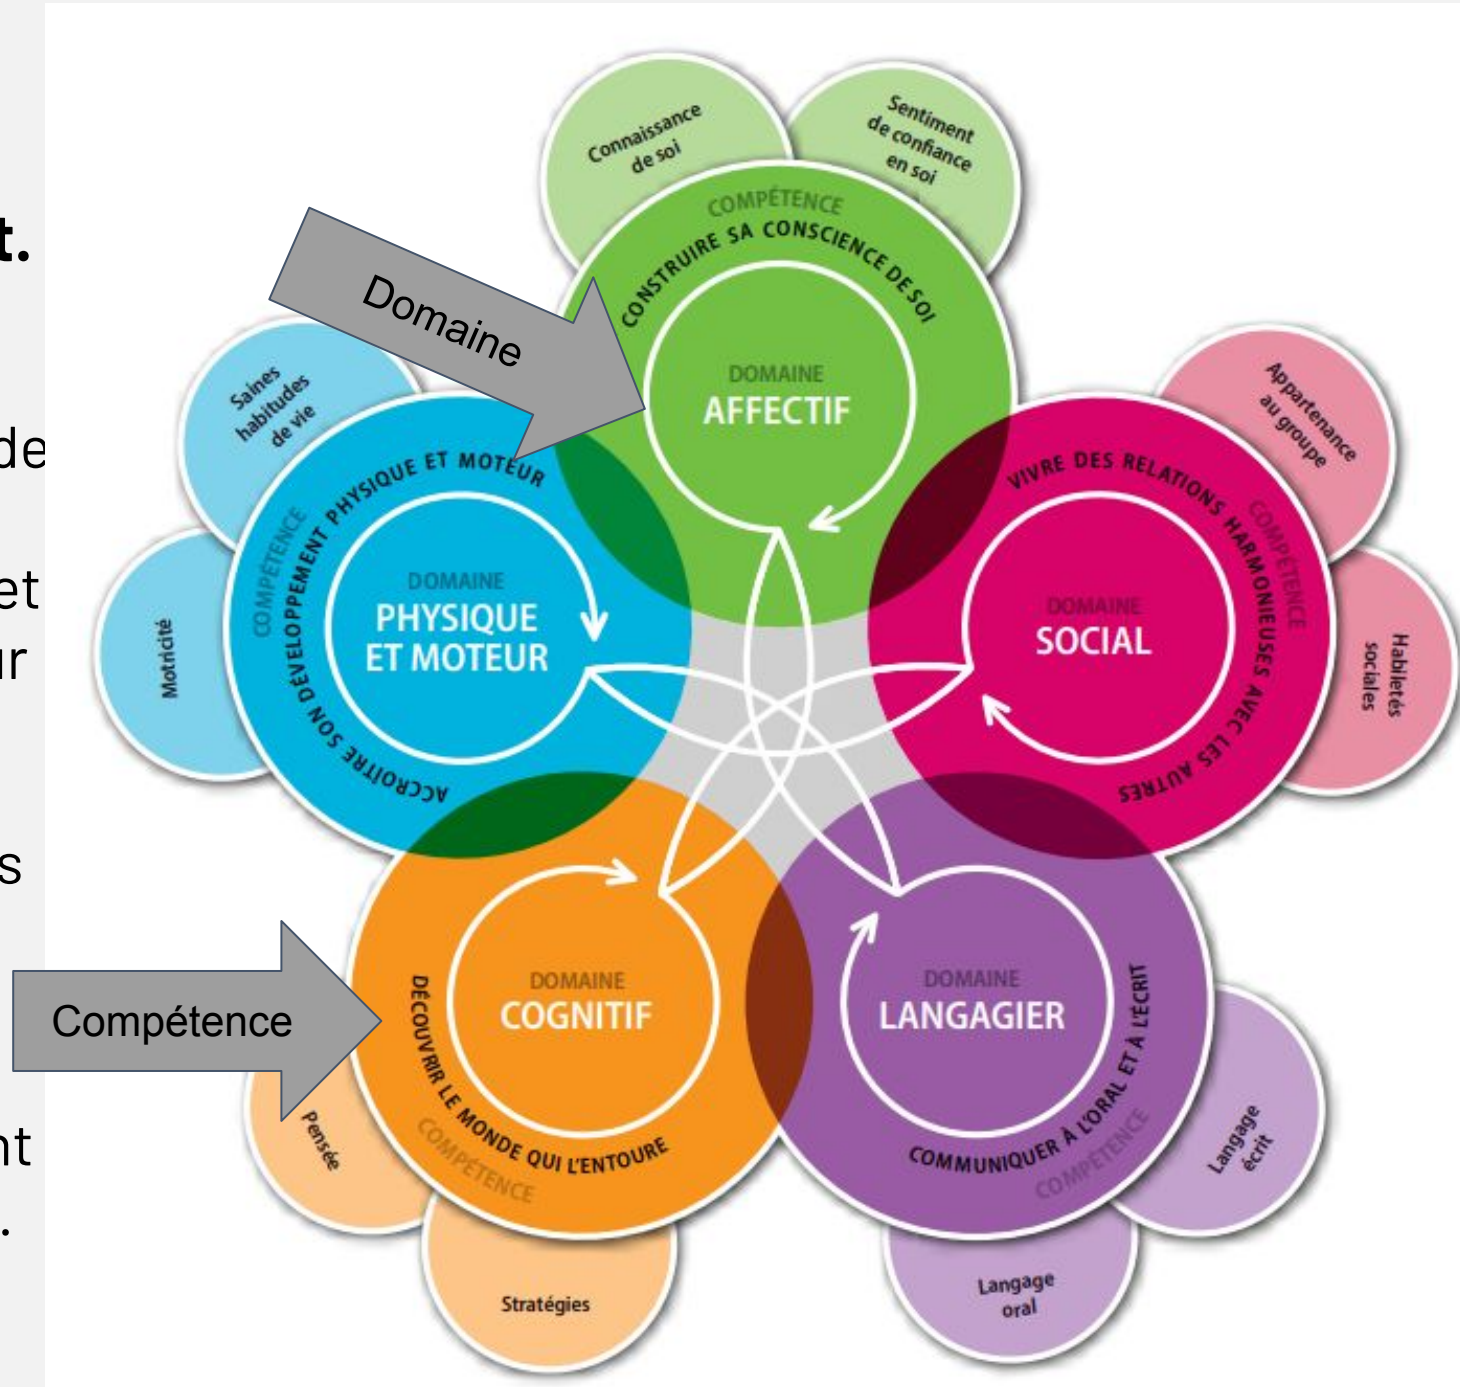 t.
de
et
ur
s
nt
.
Connaissance
de soi
Sentiment
de confiance
en soi
COMPÉTENCE
CONSTRUIRE SA CONSCIENCE DE SOI
DOMAINE
AFFECTIF
Domaine
Saines
habitudes
de vie
Motricité
COMPÉTENCE
ACCROÎTRE SON DÉVELOPPEMENT PHYSIQUE ET MOTEUR
DOMAINE
PHYSIQUE
ET MOTEUR
Appartenance
au groupe
Habiletés
sociales
COMPÉTENCE
VIVRE DES RELATIONS HARMONIEUSES AVEC LES AUTRES
DOMAINE
SOCIAL
Compétence
DOMAINE
COGNITIF
DÉCOUVRIR LE MONDE QUI L'ENTOURE
COMPÉTENCE
Pensée
Stratégies
DOMAINE
LANGAGIER
COMMUNIQUER À L'ORAL ET À L'ÉCRIT
COMPÉTENCE
Langage
écrit
Langage
oral